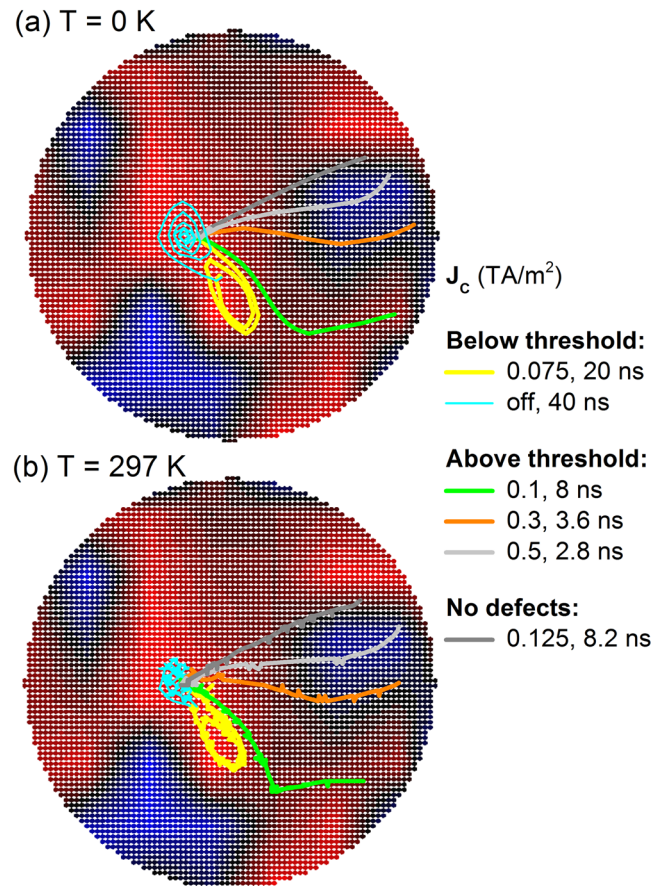 (a) T = 0 K
J_c (TA/m²)
Below threshold:
0.075, 20 ns
off, 40 ns
(b) T = 297 K
Above threshold:
0.1, 8 ns
0.3, 3.6 ns
0.5, 2.8 ns
No defects:
0.125, 8.2 ns